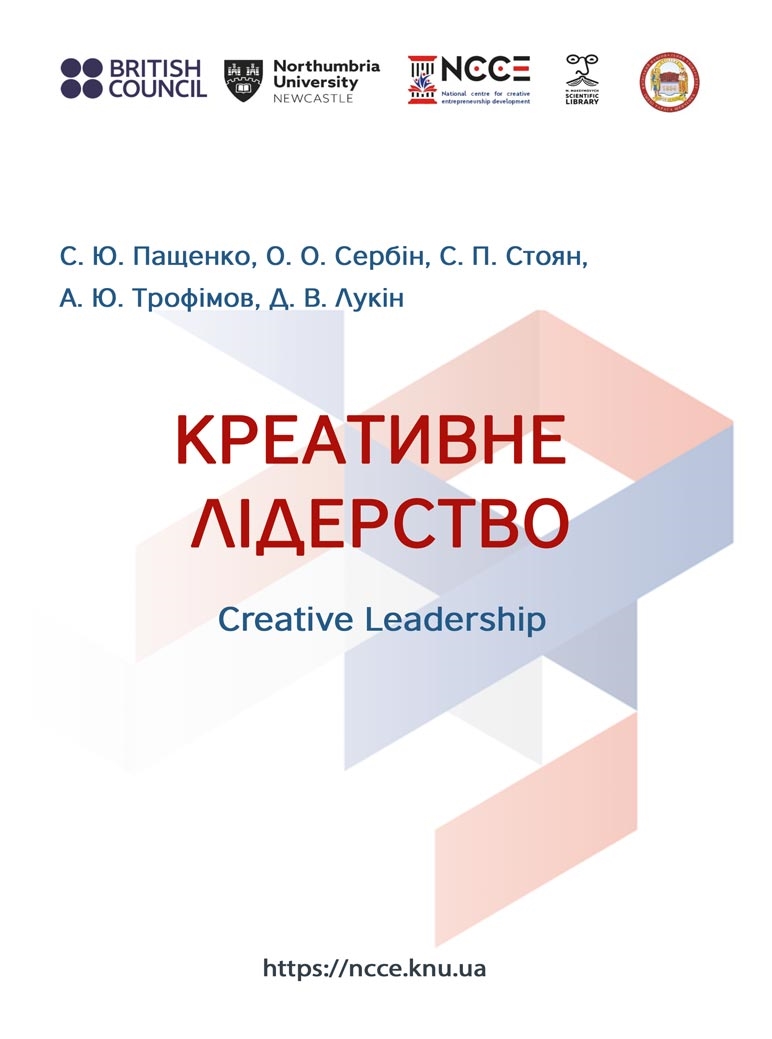 BRITISH
COUNCIL
Northumbria
University
NEWCASTLE
NCCE
National centre for creative
entrepreneurship development
M. MAKSYMOVYCH
SCIENTIFIC
LIBRARY
С. Ю. Пащенко, О. О. Сербін, С. П. Стоян,
А. Ю. Трофімов, Д. В. Лукін
КРЕАТИВНЕ
ЛІДЕРСТВО
Creative Leadership
https://ncce.knu.ua